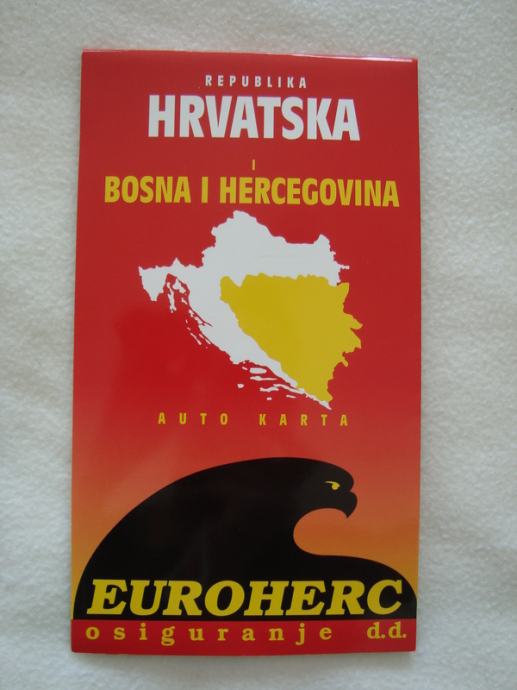 REPUBLIKA
HRVATSKA
I
BOSNA I HERCEGOVINA
AUTO KARTA
EUROHERC
osiguranje d.d.